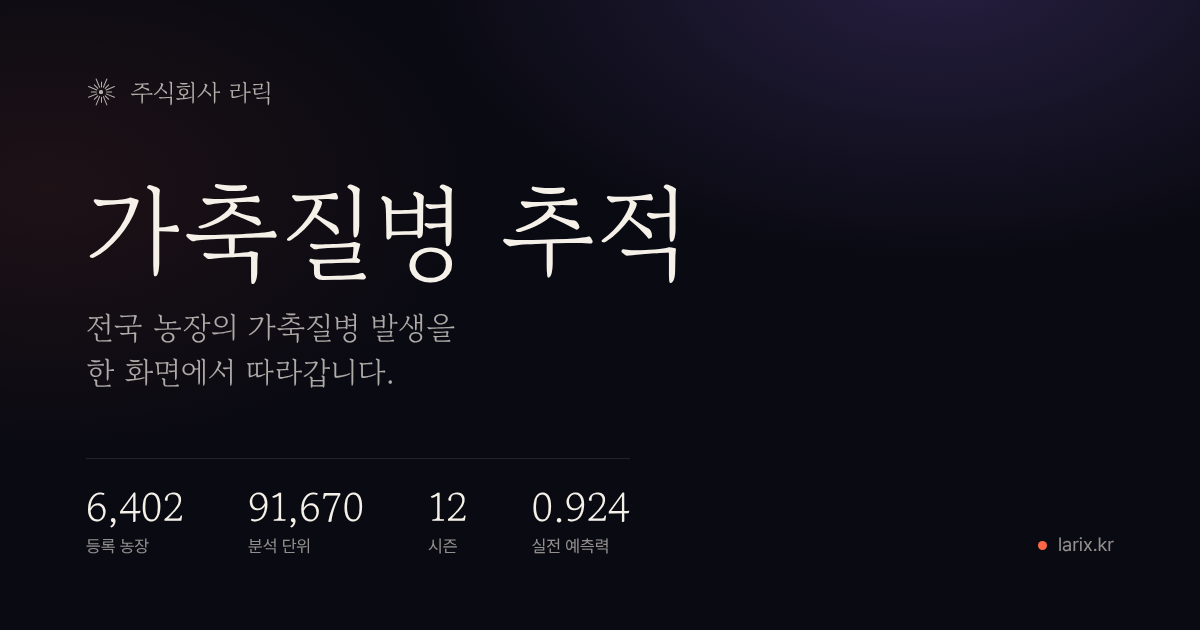 주식회사 라릭
가축질병 추적
전국 농장의 가축질병 발생을
한 화면에서 따라갑니다.
6,402 91,670 12 0.924
등록 농장 분석 단위 시즌 실전 예측력
larix.kr